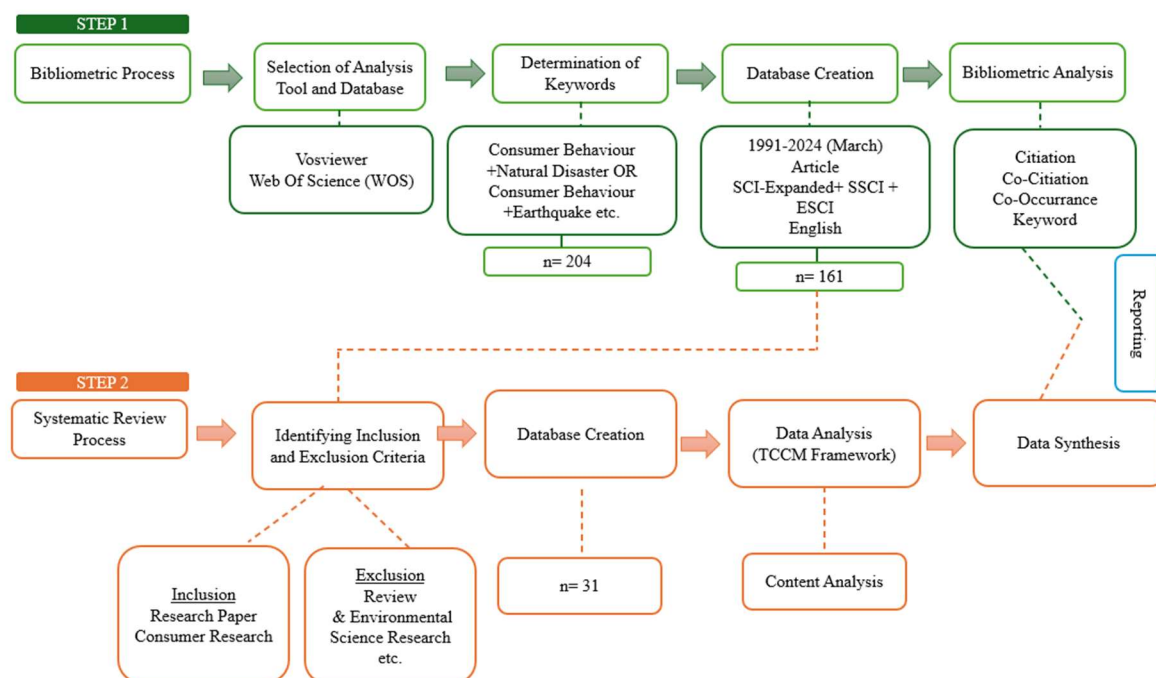 STEP 1
Bibliometric Process
Selection of Analysis
Tool and Database
Determination of
Keywords
Database Creation
Bibliometric Analysis
Vosviewer
Web Of Science (WOS)
Consumer Behaviour
+Natural Disaster OR
Consumer Behaviour
+Earthquake etc.
n= 204
1991-2024 (March)
Article
SCI-Expanded+ SSCI +
ESCI
English
n= 161
Citiation
Co-Citiation
Co-Occurrance
Keyword
Reporting
STEP 2
Systematic Review
Process
Identifying Inclusion
and Exclusion Criteria
Database Creation
Data Analysis
(TCCM Framework)
Data Synthesis
Inclusion
Research Paper
Consumer Research
Exclusion
Review
& Environmental
Science Research
etc.
n= 31
Content Analysis